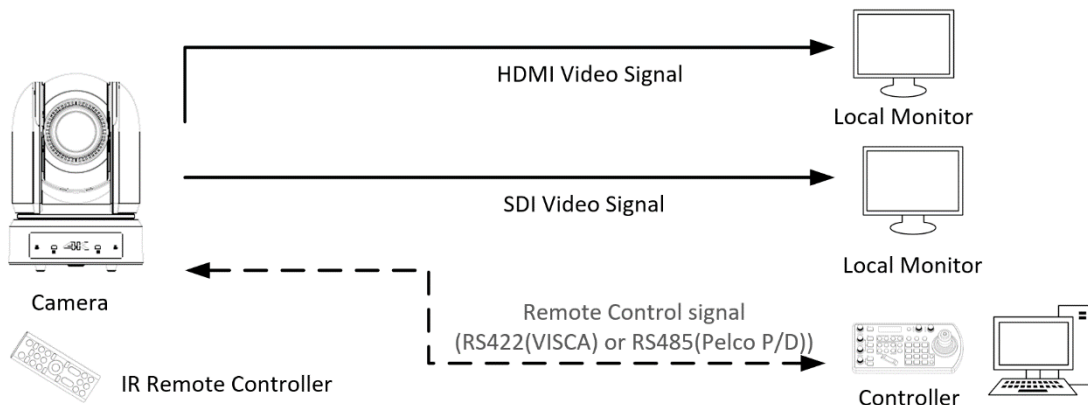 HDMI Video Signal
Local Monitor
SDI Video Signal
Local Monitor
Camera
Remote Control signal
(RS422(VISCA) or RS485(Pelco P/D))
IR Remote Controller
Controller